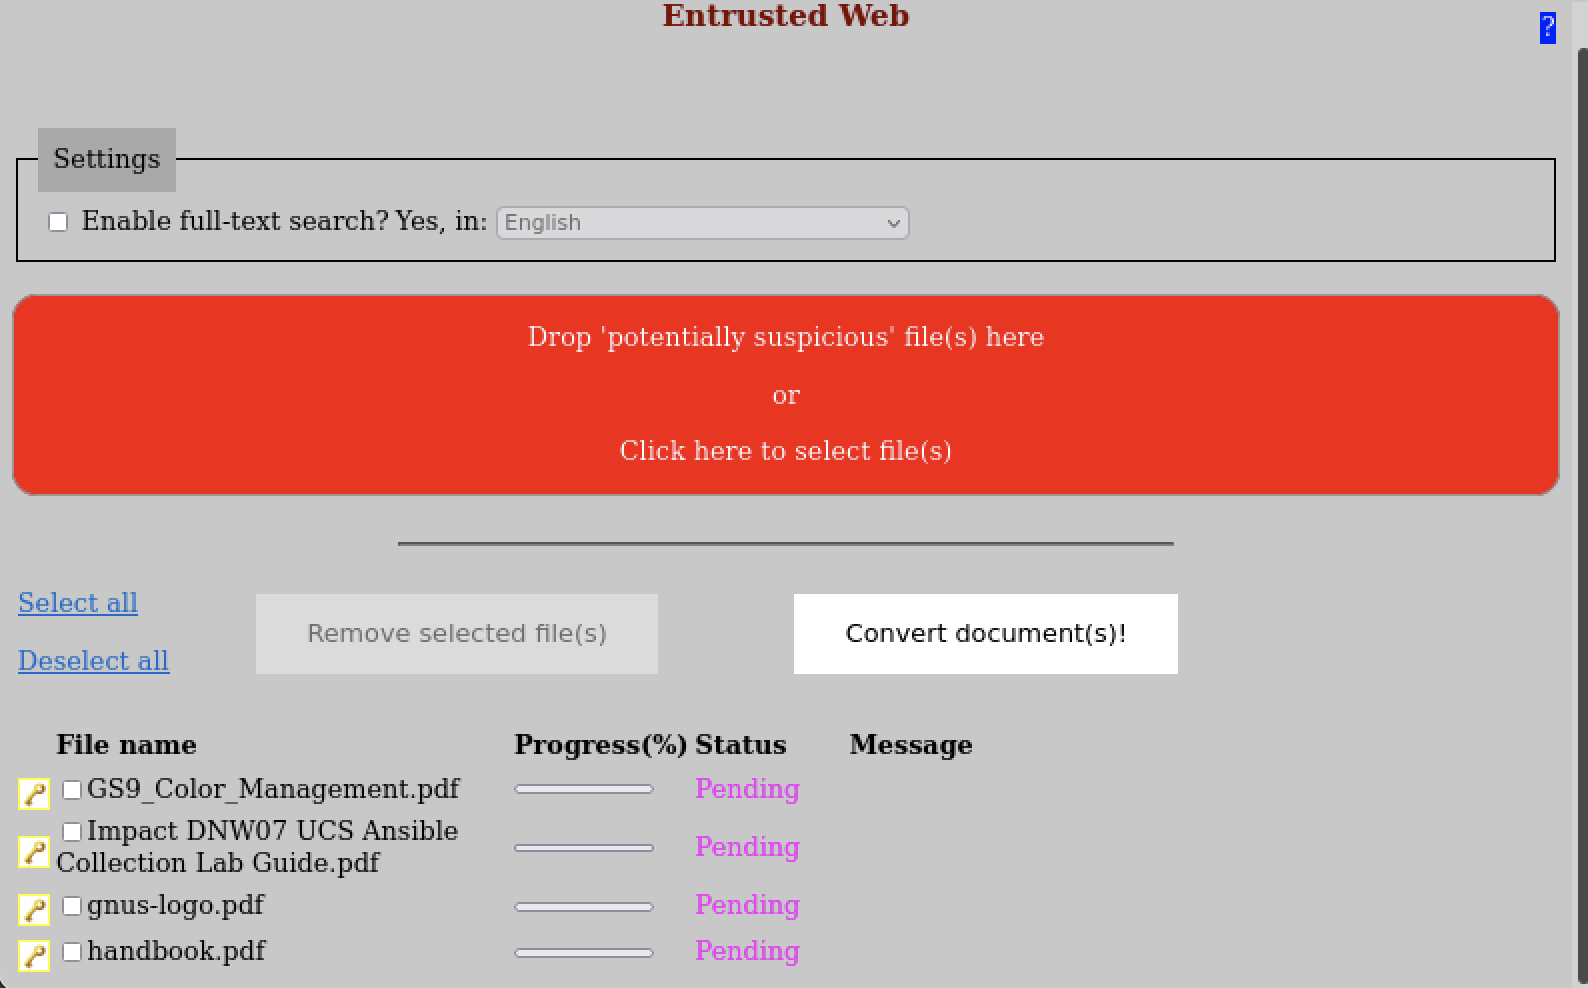 Entrusted Web
?
Settings
Enable full-text search? Yes, in: English
Drop 'potentially suspicious' file(s) here
or
Click here to select file(s)
Select all
Deselect all
Remove selected file(s)
Convert document(s)!
File name Progress(%) Status Message
GS9_Color_Management.pdf Pending
Impact DNW07 UCS Ansible
Collection Lab Guide.pdf Pending
gnus-logo.pdf Pending
handbook.pdf Pending